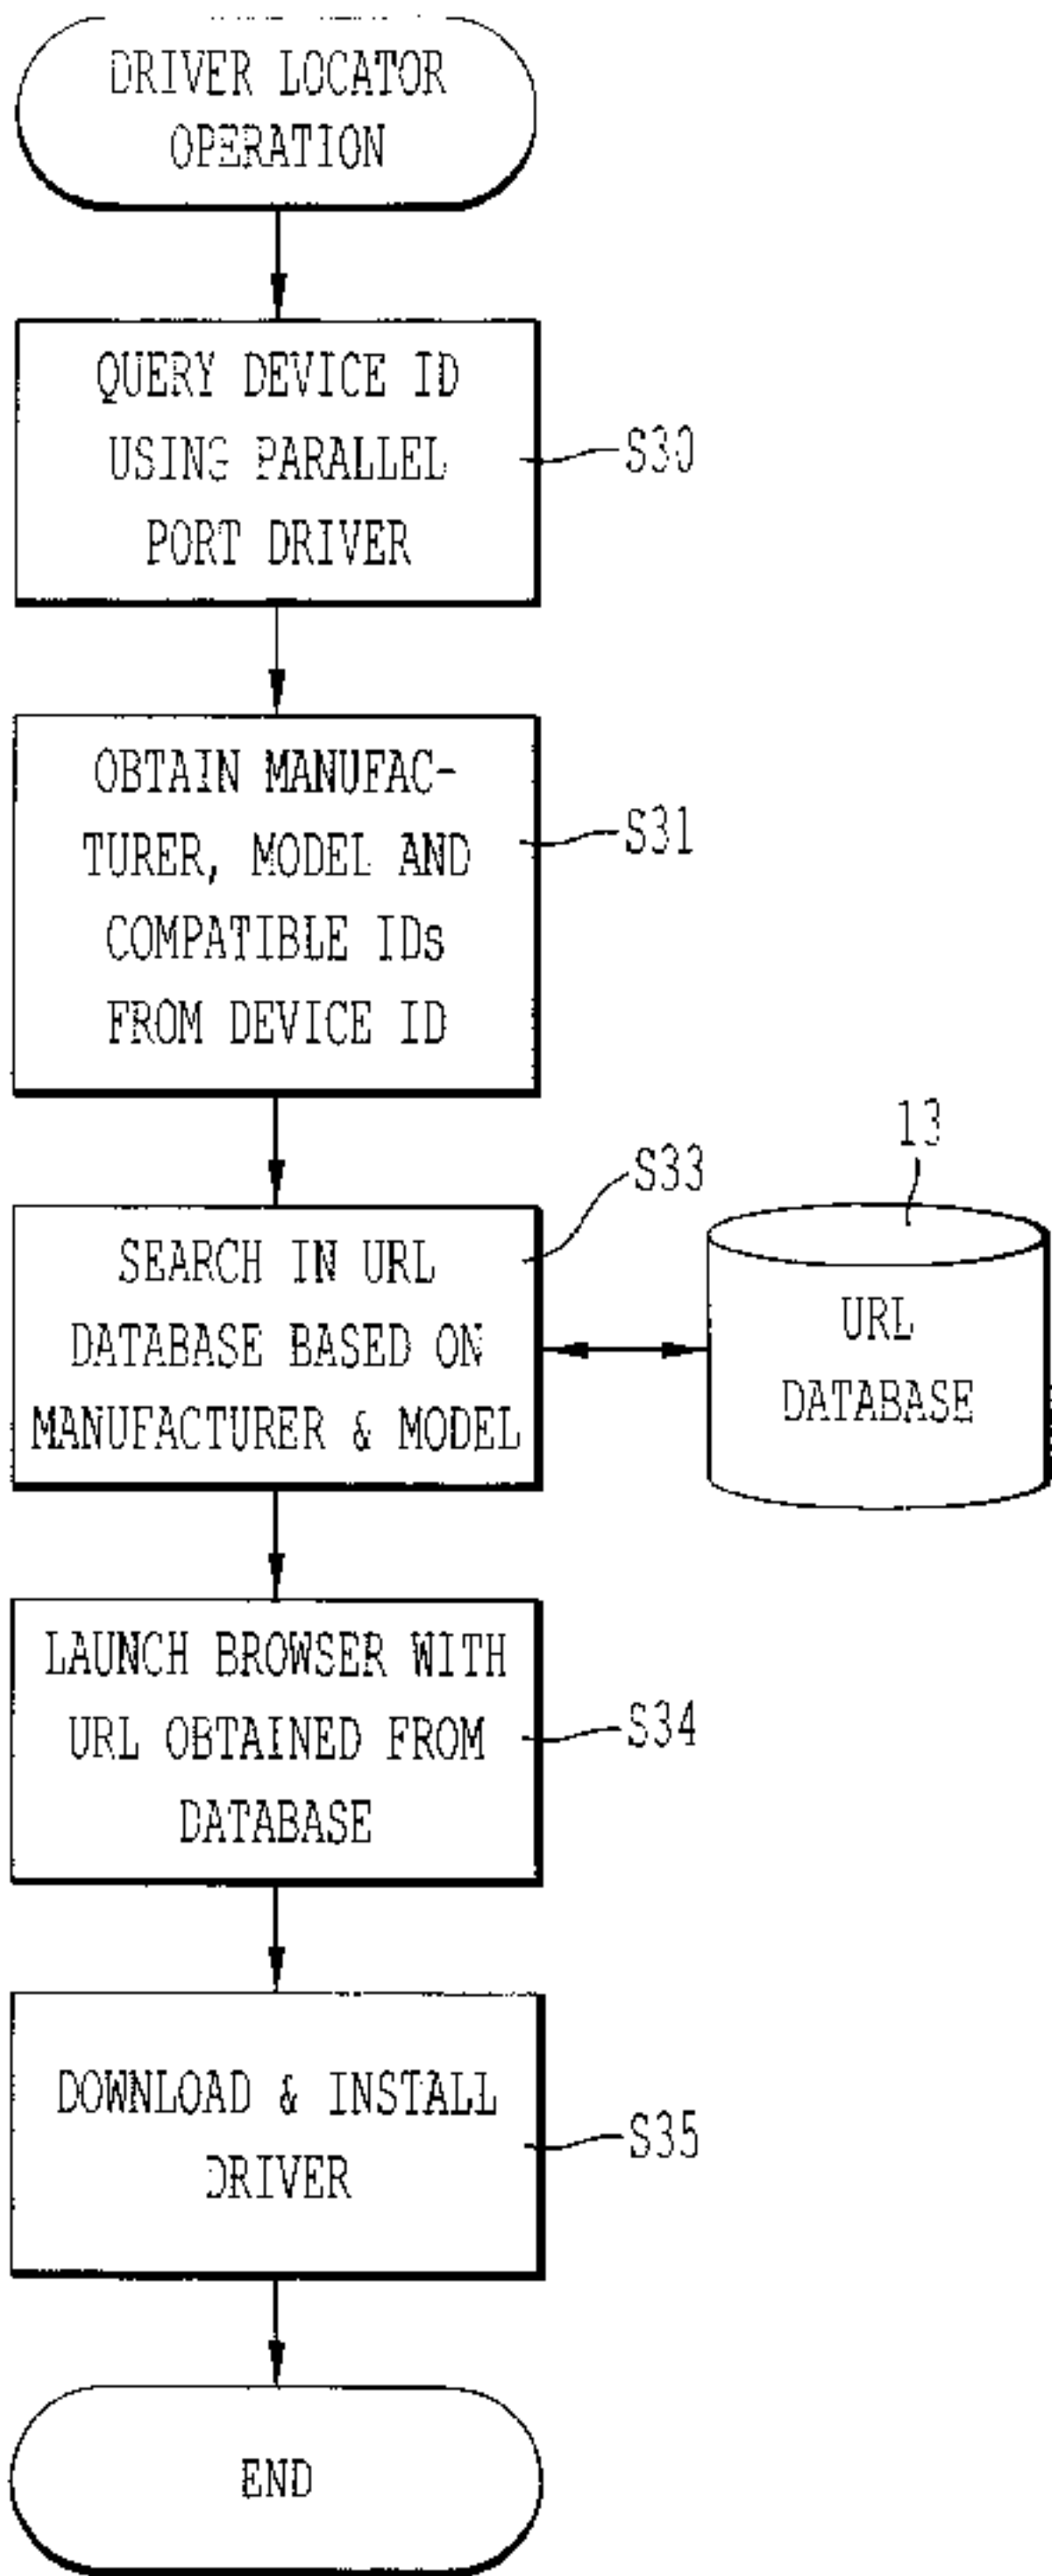 DRIVER LOCATOR
OPERATION
QUERY DEVICE ID
USING PARALLEL
PORT DRIVER
S30
OBTAIN MANUFAC-
TURER, MODEL AND
COMPATIBLE IDs
FROM DEVICE ID
S31
SEARCH IN URL
DATABASE BASED ON
MANUFACTURER & MODEL
S33
13
URL
DATABASE
LAUNCH BROWSER WITH
URL OBTAINED FROM
DATABASE
S34
DOWNLOAD & INSTALL
DRIVER
S35
END